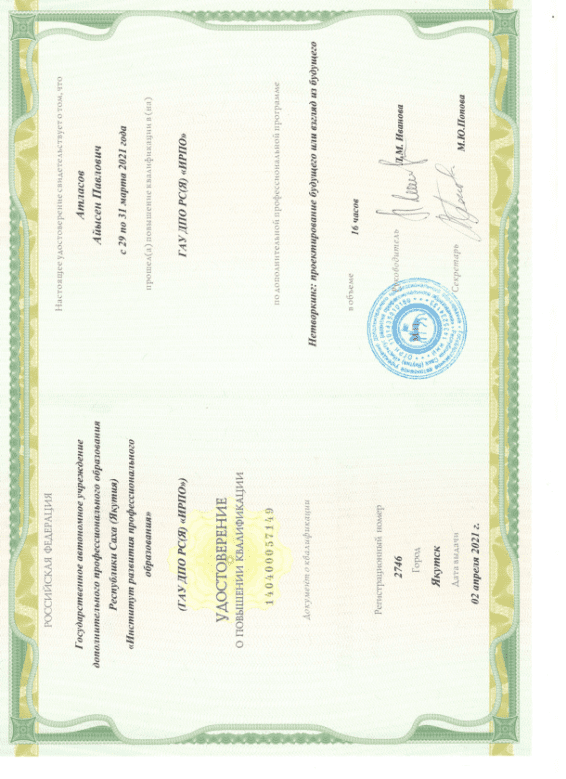 РОССИЙСКАЯ ФЕДЕРАЦИЯ
Государственное автономное учреждение
дополнительного профессионального образования
Республики Саха (Якутия)
«Институт развития профессионального
образования»
(ГАУ ДПО РС(Я) «ИРПО»)
УДОСТОВЕРЕНИЕ
О ПОВЫШЕНИИ КВАЛИФИКАЦИИ
140400057149
Документ о квалификации
Регистрационный номер
2746
Город
Якутск
Дата выдачи
02 апреля 2021 г.
Настоящее удостоверение свидетельствует о том, что
Атласов
Айысен Павлович
с 29 по 31 марта 2021 года
прошел(а) повышение квалификации в (на)
ГАУ ДПО РС(Я) «ИРПО»
по дополнительной профессиональной программе
Нетворкинг: проектирование будущего или взгляд из будущего
в объеме
16 часов
Руководитель
Л.М. Иванова
Секретарь
М.Ю.Попова